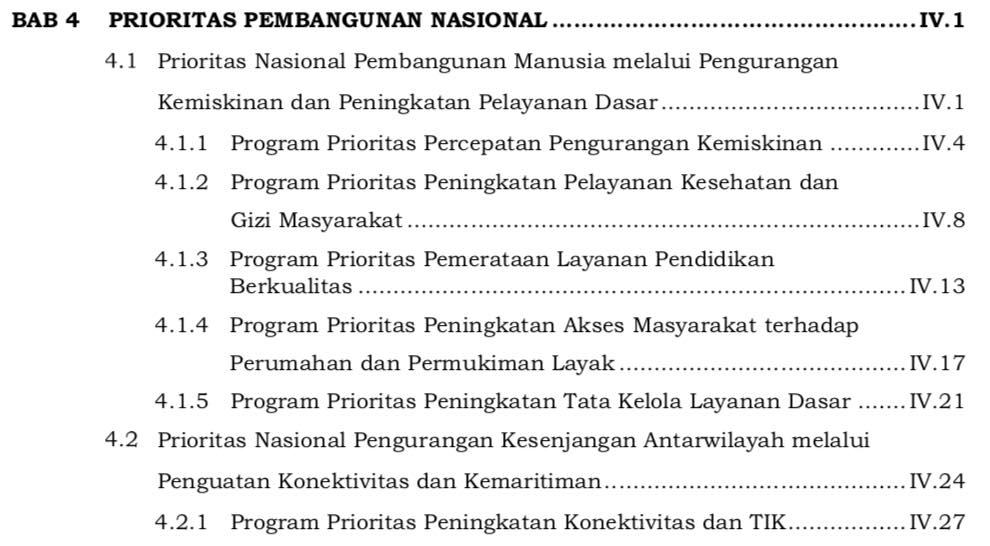 BAB 4 PRIORITAS PEMBANGUNAN NASIONAL ................................................... IV.1
4.1 Prioritas Nasional Pembangunan Manusia melalui Pengurangan
Kemiskinan dan Peningkatan Pelayanan Dasar ..................................... IV.1
4.1.1 Program Prioritas Percepatan Pengurangan Kemiskinan ............. IV.4
4.1.2 Program Prioritas Peningkatan Pelayanan Kesehatan dan
Gizi Masyarakat .......................................................................... IV.8
4.1.3 Program Prioritas Pemerataan Layanan Pendidikan
Berkualitas ............................................................................... IV.13
4.1.4 Program Prioritas Peningkatan Akses Masyarakat terhadap
Perumahan dan Permukiman Layak ......................................... IV.17
4.1.5 Program Prioritas Peningkatan Tata Kelola Layanan Dasar ....... IV.21
4.2 Prioritas Nasional Pengurangan Kesenjangan Antarwilayah melalui
Penguatan Konektivitas dan Kemaritiman ........................................... IV.24
4.2.1 Program Prioritas Peningkatan Konektivitas dan TIK ................. IV.27